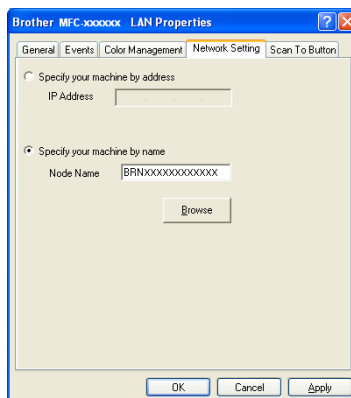 Brother MFC-xxxxxx LAN Properties
General Events Color Management Network Setting Scan To Button
Specify your machine by address
IP Address . . .
Specify your machine by name
Node Name BRNXXXXXXXXXXXX
Browse
OK Cancel Apply